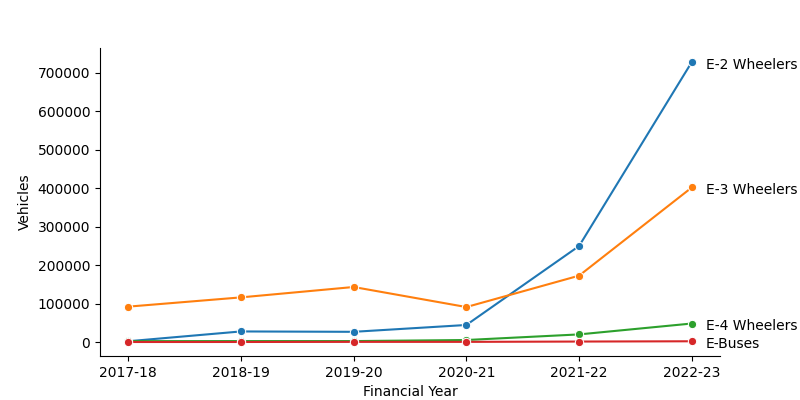 700000
600000
500000
400000
300000
200000
100000
0
Vehicles
E-2 Wheelers
E-3 Wheelers
E-4 Wheelers
E-Buses
2017-18 2018-19 2019-20 2020-21 2021-22 2022-23
Financial Year